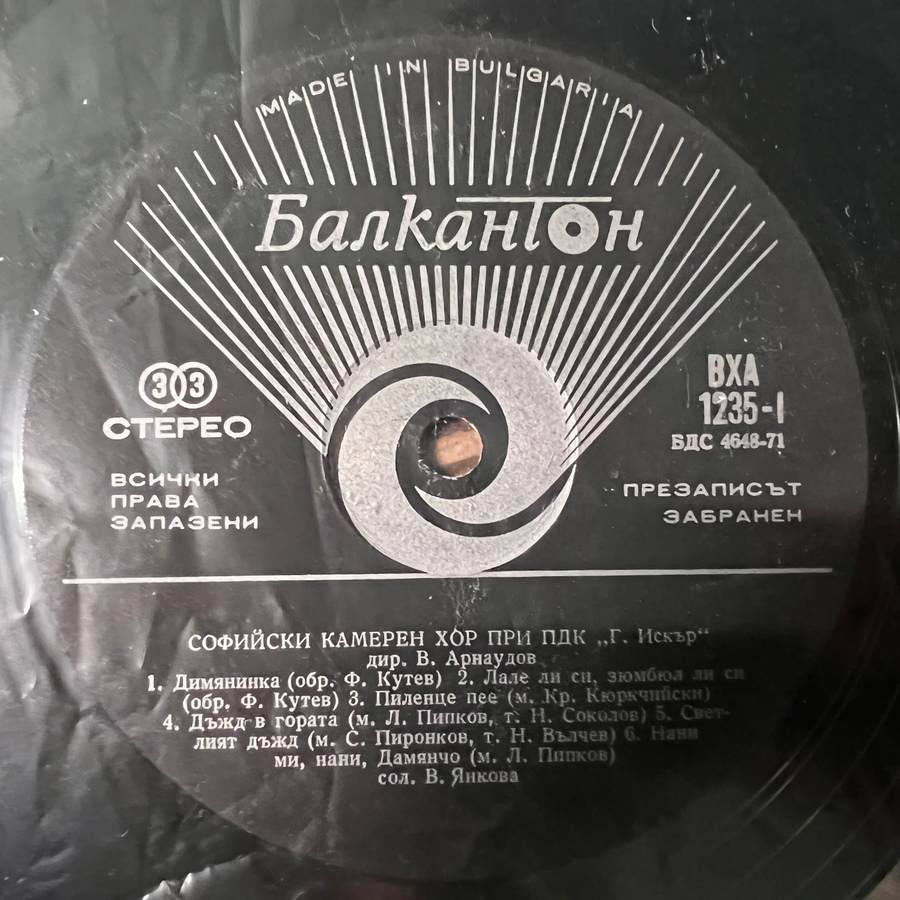 MADE IN BULGARIA
Балкантон
33
СТЕРЕО
ВСИЧКИ
ПРАВА
ЗАПАЗЕНИ
ВХА
1235-I
БДС 4648-71
ПРЕЗАПИСЪТ
ЗАБРАНЕН
СОФИЙСКИ КАМЕРЕН ХОР ПРИ ПДК „Г. Искър“
дир. В. Арнаудов
1. Димянинка (обр. Ф. Кутев) 2. Лале ли си, зюмбюл ли си
(обр. Ф. Кутев) 3. Пиленце пее (м. Кр. Кюркчийски)
4. Дъжд в гората (м. Л. Пипков, т. Н. Соколов) 5. Свет-
лият дъжд (м. С. Пиронков, т. Н. Вълчев) 6. Нани
ми, нани, Дамянчо (м. Л. Пипков)
сол. В. Янкова